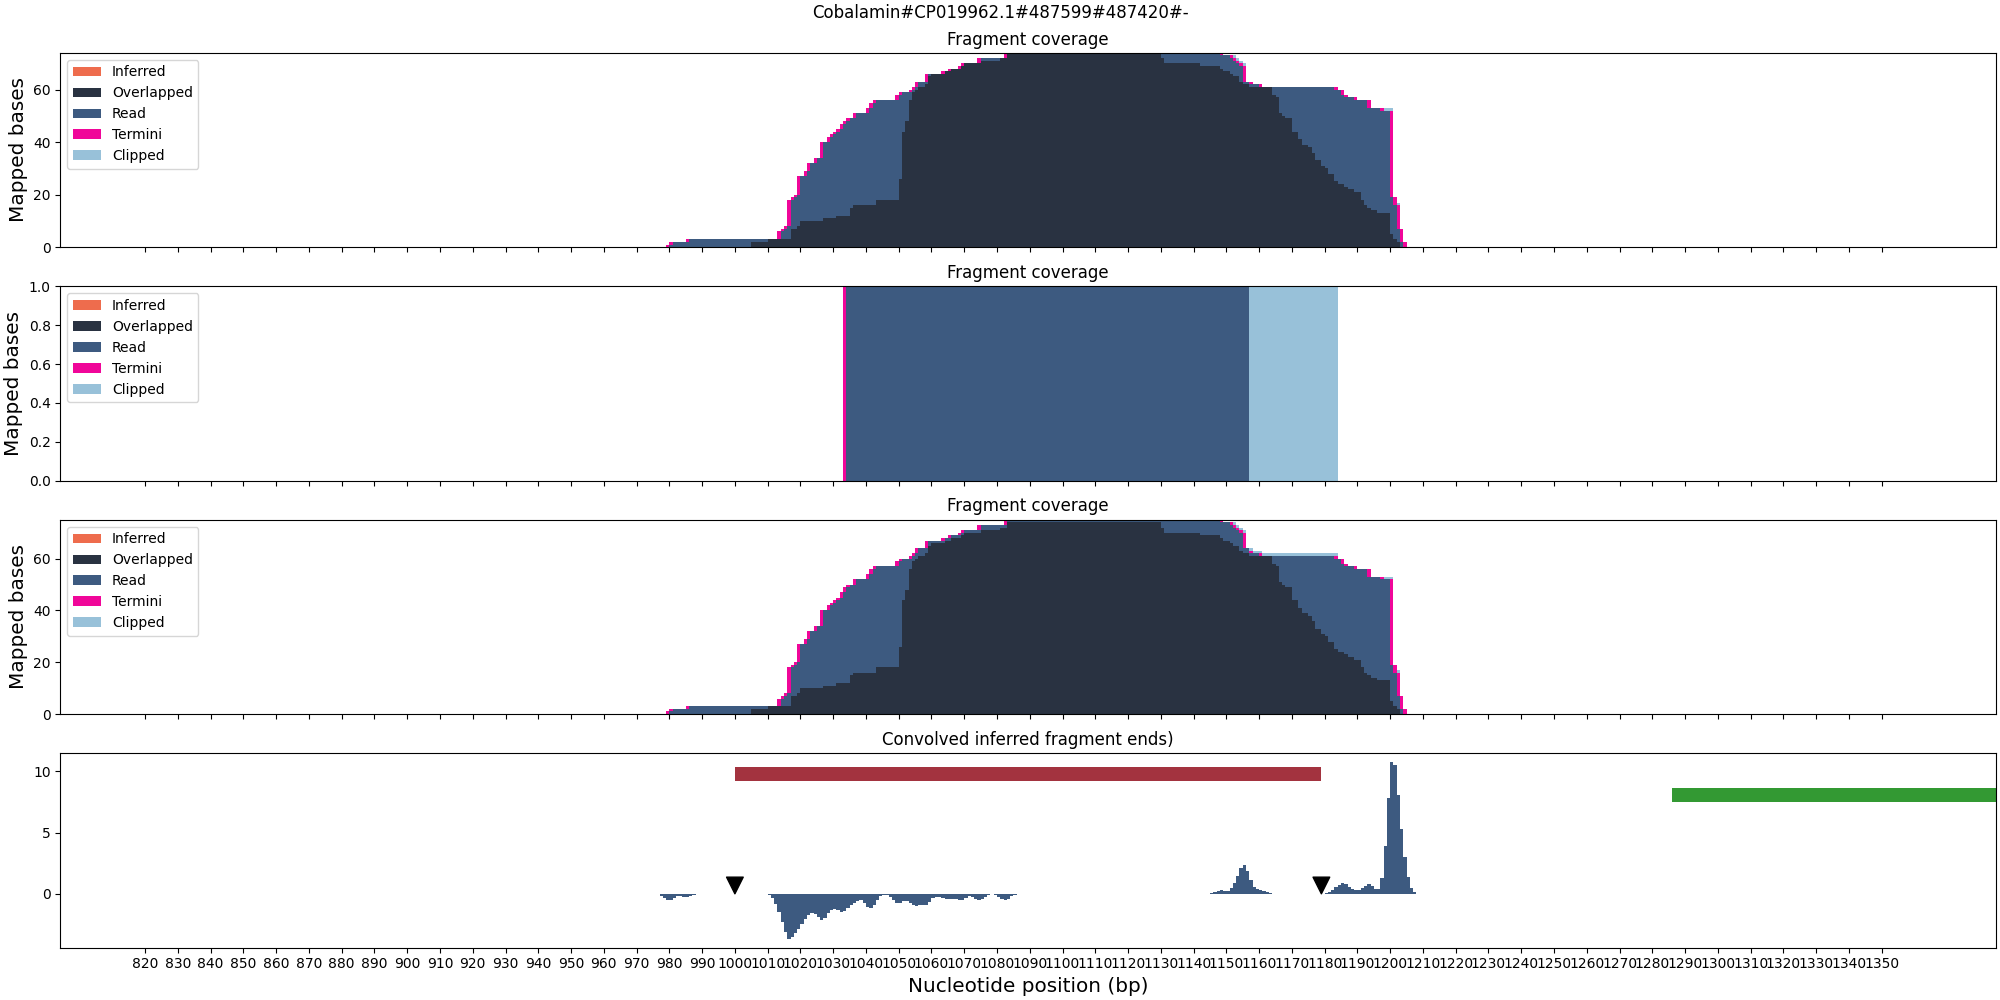 Cobalamin#CP019962.1#487599#487420#-
Fragment coverage
Mapped bases
60
40
20
0
Inferred
Overlapped
Read
Termini
Clipped
Fragment coverage
Mapped bases
1.0
0.8
0.6
0.4
0.2
0.0
Inferred
Overlapped
Read
Termini
Clipped
Fragment coverage
Mapped bases
60
40
20
0
Inferred
Overlapped
Read
Termini
Clipped
Convolved inferred fragment ends)
10
5
0
820 830 840 850 860 870 880 890 900 910 920 930 940 950 960 970 980 990 1000 1010 1020 1030 1040 1050 1060 1070 1080 1090 1100 1110 1120 1130 1140 1150 1160 1170 1180 1190 1200 1210 1220 1230 1240 1250 1260 1270 1280 1290 1300 1310 1320 1330 1340 1350
Nucleotide position (bp)